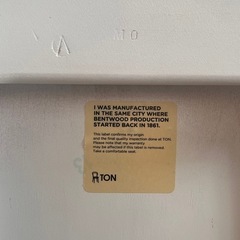 I WAS MANUFACTURED
IN THE SAME CITY WHERE
BENTWOOD PRODUCTION
STARTED BACK IN 1861.
This label confirms my origin
and the final quality inspection done at TON.
Please note that my warranty
may be affected if this label is removed.
Take a comfortable seat.
TON